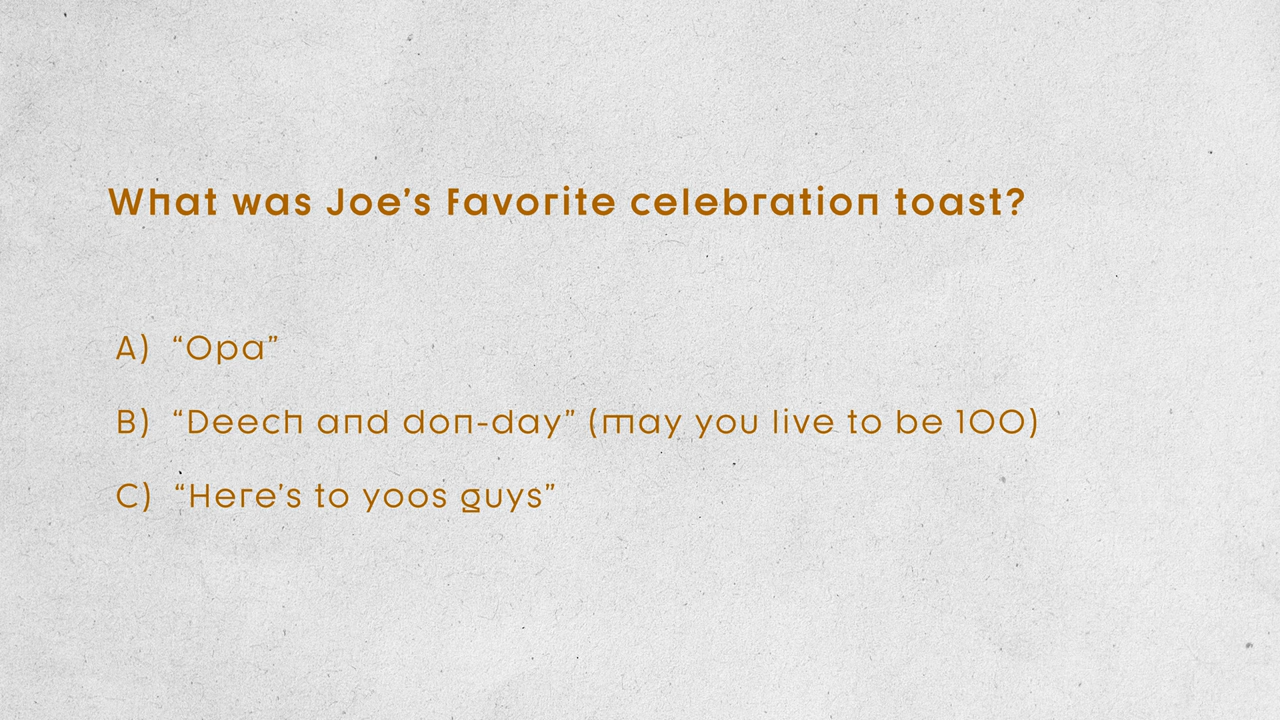 What was Joe’s favorite celebration toast?
A) “Opa”
B) “Deech and don-day” (may you live to be 100)
C) “Here’s to yoos guys”